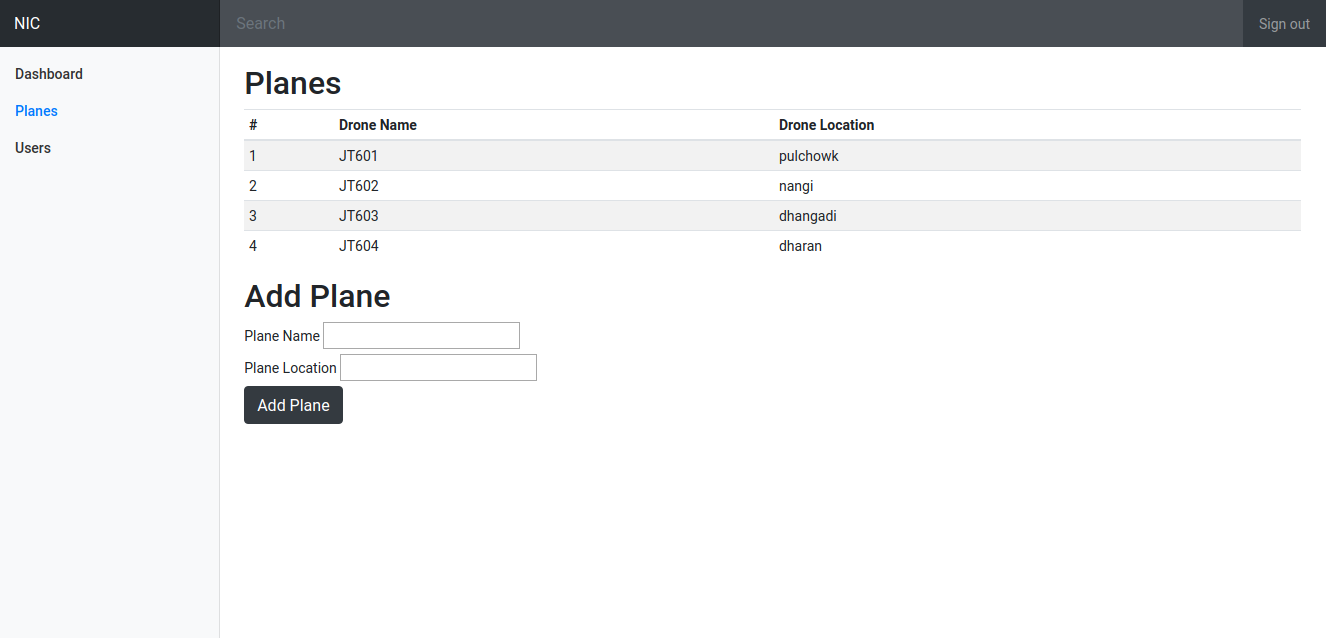 NIC Search Sign out
Dashboard
Planes
Users
Planes
# Drone Name Drone Location
1 JT601 pulchowk
2 JT602 nangi
3 JT603 dhangadi
4 JT604 dharan
Add Plane
Plane Name
Plane Location
Add Plane